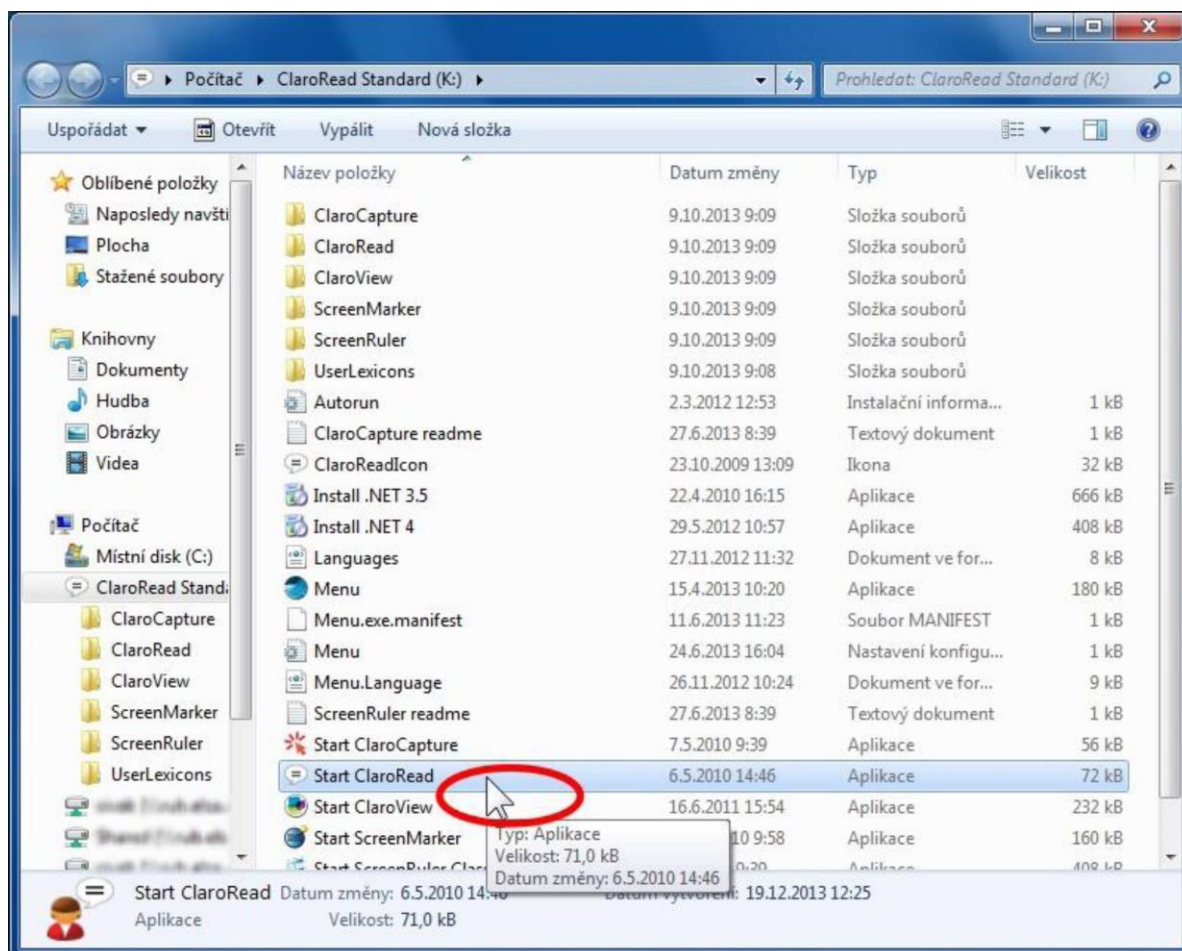 Počítač ▸ ClaroRead Standard (K:) ▸
Prohledat: ClaroRead Standard (K:)
Uspořádat Otevřít Vypálit Nová složka
Oblíbené položky
Naposledy navští
Plocha
Stažené soubory
Knihovny
Dokumenty
Hudba
Obrázky
Videa
Počítač
Místní disk (C:)
ClaroRead Standa
ClaroCapture
ClaroRead
ClaroView
ScreenMarker
ScreenRuler
UserLexicons
Název položky Datum změny Typ Velikost
ClaroCapture 9.10.2013 9:09 Složka souborů
ClaroRead 9.10.2013 9:09 Složka souborů
ClaroView 9.10.2013 9:09 Složka souborů
ScreenMarker 9.10.2013 9:09 Složka souborů
ScreenRuler 9.10.2013 9:09 Složka souborů
UserLexicons 9.10.2013 9:08 Složka souborů
Autorun 2.3.2012 12:53 Instalační informa... 1 kB
ClaroCapture readme 27.6.2013 8:39 Textový dokument 1 kB
ClaroReadIcon 23.10.2009 13:09 Ikona 32 kB
Install .NET 3.5 22.4.2010 16:15 Aplikace 666 kB
Install .NET 4 29.5.2012 10:57 Aplikace 408 kB
Languages 27.11.2012 11:32 Dokument ve for... 8 kB
Menu 15.4.2013 10:20 Aplikace 180 kB
Menu.exe.manifest 11.6.2013 11:23 Soubor MANIFEST 1 kB
Menu 24.6.2013 16:04 Nastavení konfigu... 1 kB
Menu.Language 26.11.2012 10:24 Dokument ve for... 9 kB
ScreenRuler readme 27.6.2013 8:39 Textový dokument 1 kB
Start ClaroCapture 7.5.2010 9:39 Aplikace 56 kB
Start ClaroRead 6.5.2010 14:46 Aplikace 72 kB
Start ClaroView 16.6.2011 15:54 Aplikace 232 kB
Start ScreenMarker 10 9:58 Aplikace 160 kB
Start ScreenRuler Aplikace 408 kB
Typ: Aplikace
Velikost: 71,0 kB
Datum změny: 6.5.2010 14:46
Start ClaroRead Datum změny: 6.5.2010 14:46 Datum vytvoření: 19.12.2013 12:25
Aplikace Velikost: 71,0 kB